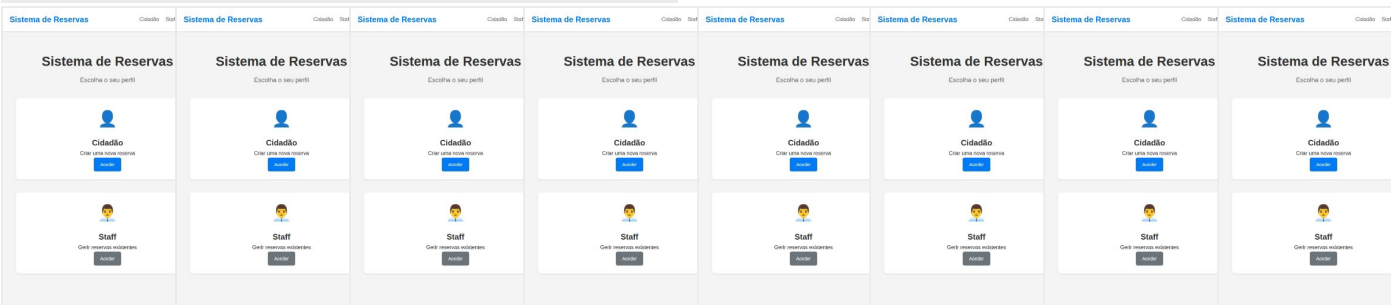 Sistema de Reservas Cidadão Staf Sistema de Reservas Cidadão Staf Sistema de Reservas Cidadão Staf Sistema de Reservas Cidadão Staf Sistema de Reservas Cidadão Staf Sistema de Reservas Cidadão Sta Sistema de Reservas Cidadão Staf Sistema de Reservas Cidadão Staf
Sistema de Reservas Sistema de Reservas Sistema de Reservas Sistema de Reservas Sistema de Reservas Sistema de Reservas Sistema de Reservas Sistema de Reservas
Escolha o seu perfil Escolha o seu perfil Escolha o seu perfil Escolha o seu perfil Escolha o seu perfil Escolha o seu perfil Escolha o seu perfil Escolha o seu perfil
Cidadão Cidadão Cidadão Cidadão Cidadão Cidadão Cidadão Cidadão
Criar uma nova reserva Criar uma nova reserva Criar uma nova reserva Criar uma nova reserva Criar uma nova reserva Criar uma nova reserva Criar uma nova reserva Criar uma nova reserva
Aceder Aceder Aceder Aceder Aceder Aceder Aceder Aceder
Staff Staff Staff Staff Staff Staff Staff Staff
Gerir reservas existentes Gerir reservas existentes Gerir reservas existentes Gerir reservas existentes Gerir reservas existentes Gerir reservas existentes Gerir reservas existentes Gerir reservas existentes
Aceder Aceder Aceder Aceder Aceder Aceder Aceder Aceder